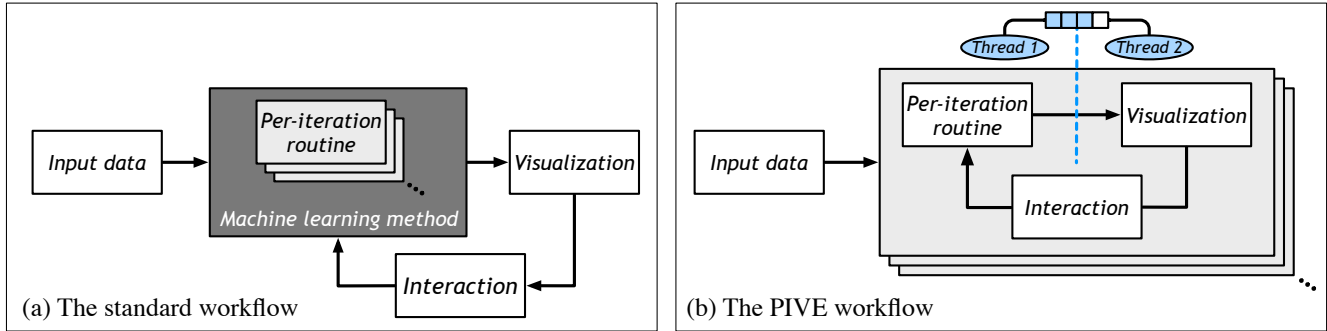 Per-iteration
routine
Input data
Visualization
Machine learning method
Interaction
(a) The standard workflow
Thread 1
Thread 2
Per-iteration
routine
Visualization
Input data
Interaction
(b) The PIVE workflow